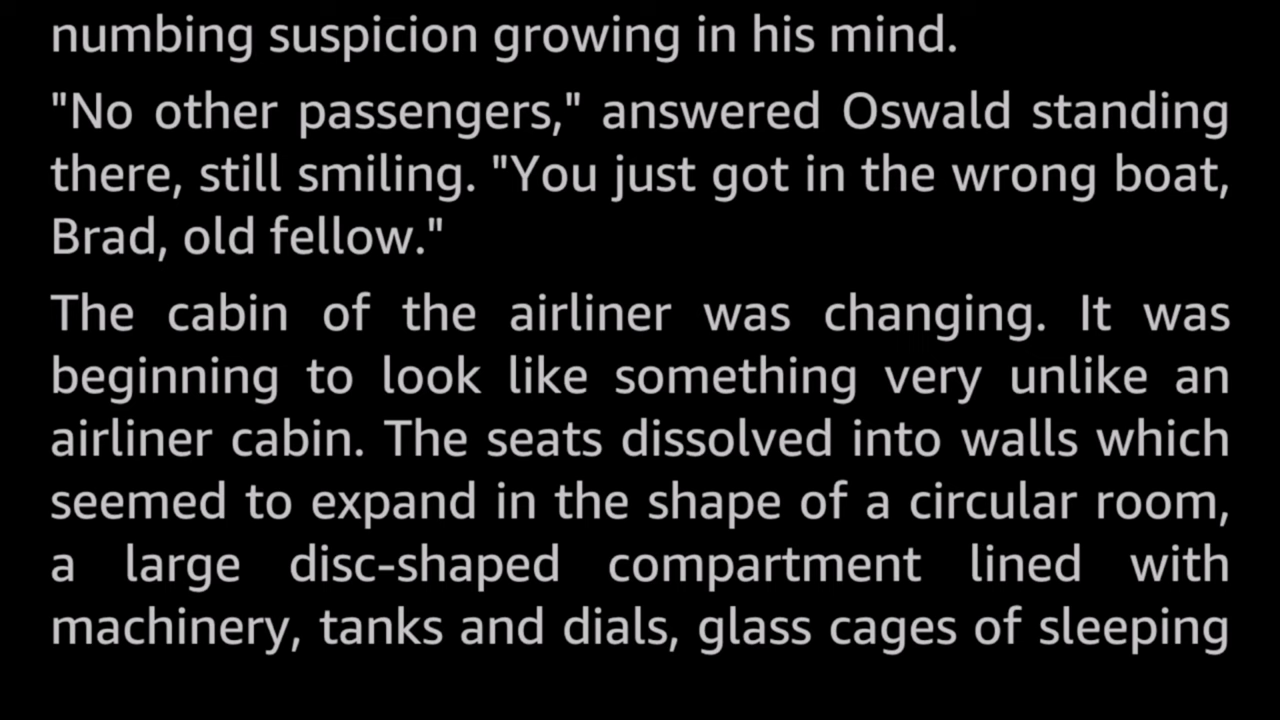 numbing suspicion growing in his mind.
"No other passengers," answered Oswald standing
there, still smiling. "You just got in the wrong boat,
Brad, old fellow."
The cabin of the airliner was changing. It was
beginning to look like something very unlike an
airliner cabin. The seats dissolved into walls which
seemed to expand in the shape of a circular room,
a large disc-shaped compartment lined with
machinery, tanks and dials, glass cages of sleeping